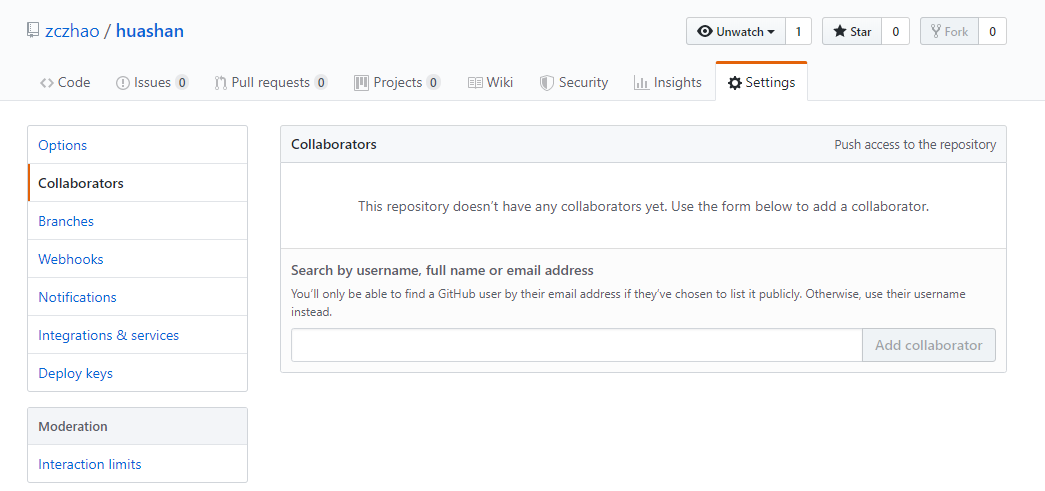 zczhao / huashan
Unwatch 1 Star 0 Fork 0
Code Issues 0 Pull requests 0 Projects 0 Wiki Security Insights Settings
Options
Collaborators
Branches
Webhooks
Notifications
Integrations & services
Deploy keys
Moderation
Interaction limits
Collaborators Push access to the repository
This repository doesn’t have any collaborators yet. Use the form below to add a collaborator.
Search by username, full name or email address
You’ll only be able to find a GitHub user by their email address if they’ve chosen to list it publicly. Otherwise, use their username
instead.
Add collaborator